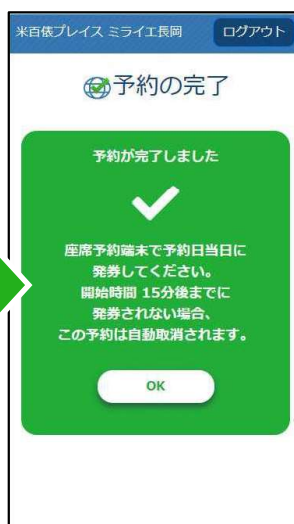 米百俵プレイス ミライエ長岡 ログアウト
予約の完了
予約が完了しました
座席予約端末で予約日当日に
発券してください。
開始時間 15分後までに
発券されない場合、
この予約は自動取消されます。
OK